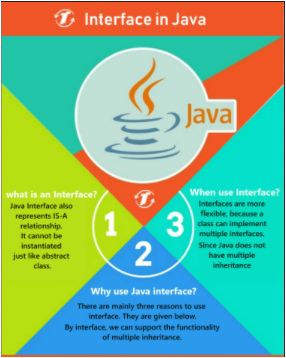 Interface in Java
Java
what is an Interface?
Java Interface also
represents IS-A
relationship.
It cannot be
instantiated
just like abstract
class.
1
2
3
When use Interface?
Interfaces are more
flexible, because a
class can implement
multiple interfaces.
Since Java does not
have multiple
inheritance
Why use Java interface?
There are mainly three reasons to use
interface. They are given below.
By interface, we can support the functionality
of multiple inheritance.